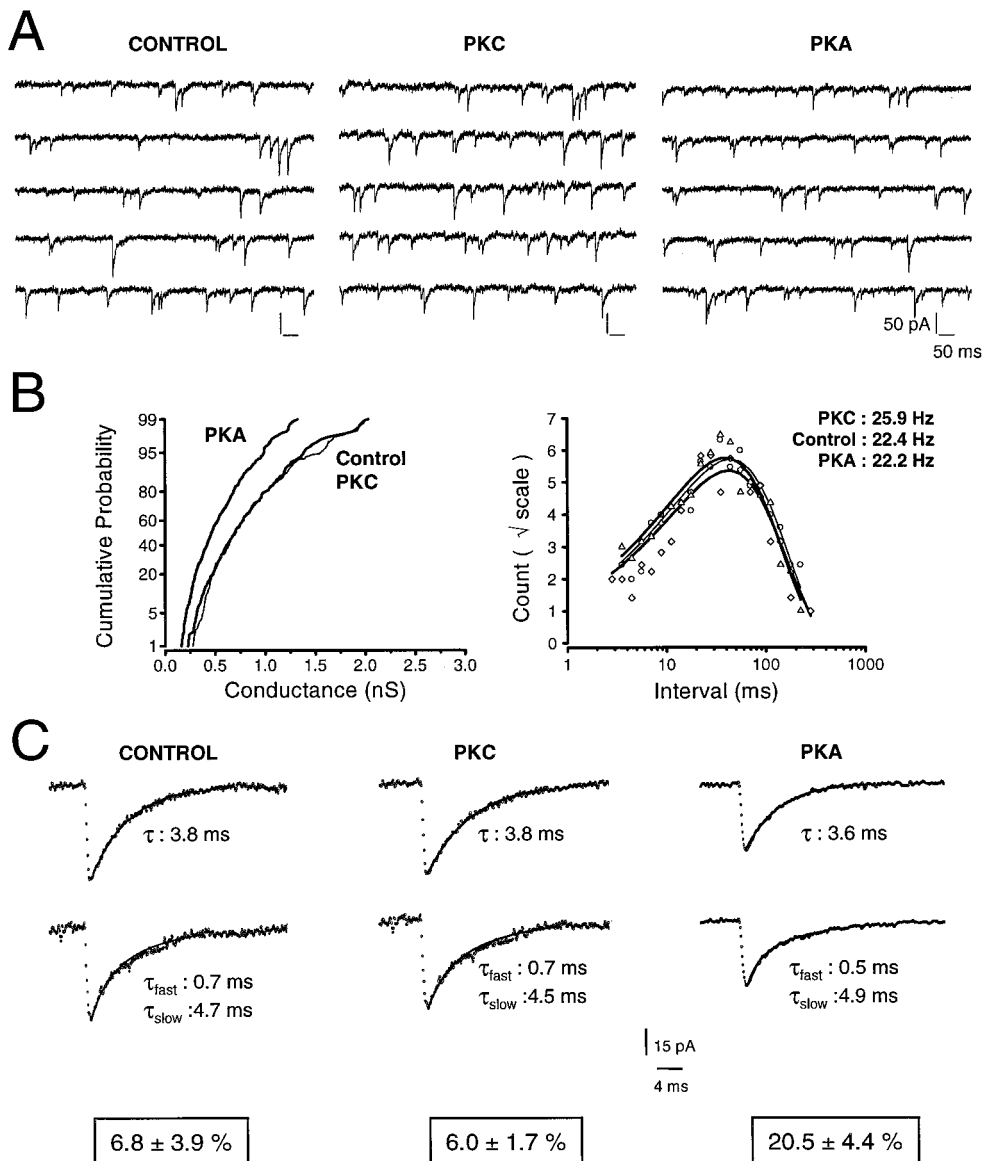 A
CONTROL PKC PKA
50 pA
50 ms
B
99
95
80
60
40
20
5
1
Cumulative Probability
PKA
Control
PKC
0.0 0.5 1.0 1.5 2.0 2.5 3.0
Conductance (nS)
7
6
5
4
3
2
1
0
Count ( √ scale )
PKC : 25.9 Hz
Control : 22.4 Hz
PKA : 22.2 Hz
1 10 100 1000
Interval (ms)
C
CONTROL PKC PKA
τ : 3.8 ms τ : 3.8 ms τ : 3.6 ms
τfast : 0.7 ms τfast : 0.7 ms τfast : 0.5 ms
τslow :4.7 ms τslow :4.5 ms τslow :4.9 ms
15 pA
4 ms
6.8 ± 3.9 % 6.0 ± 1.7 % 20.5 ± 4.4 %